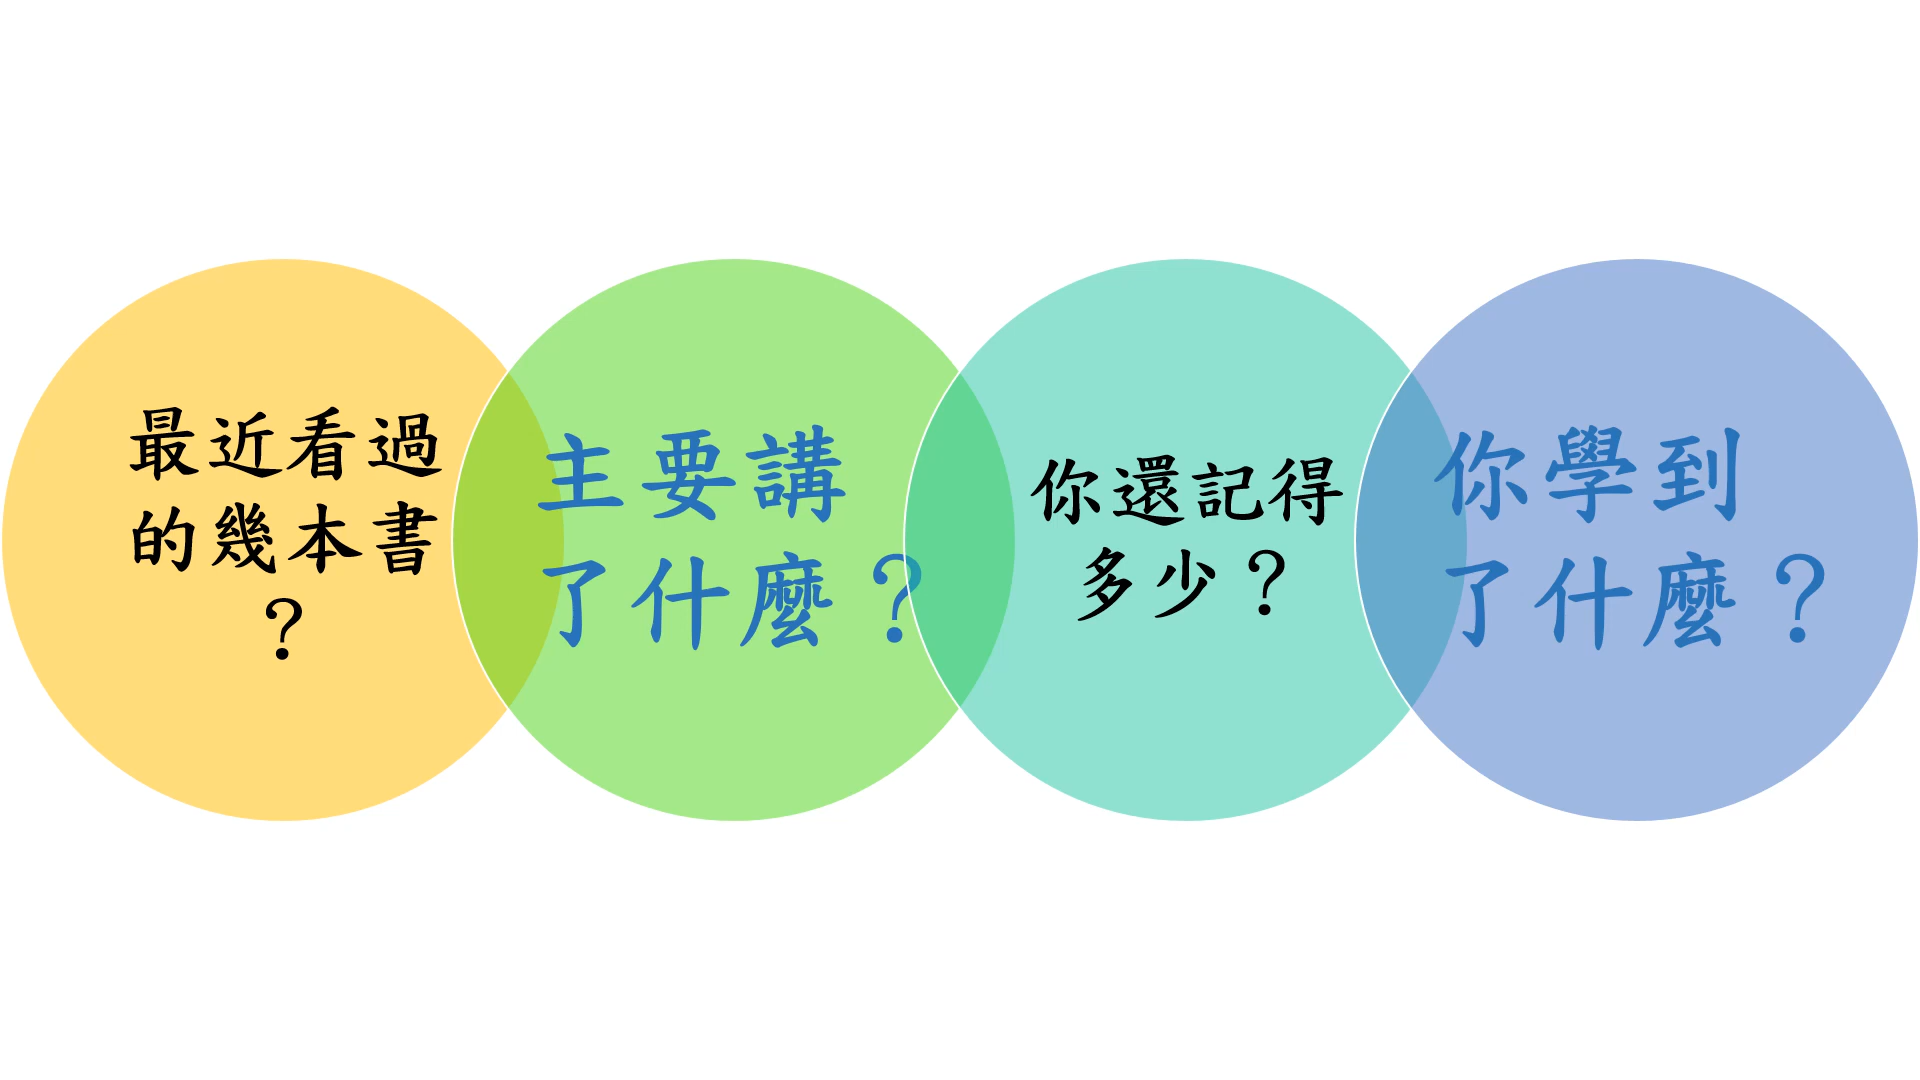 最近看過
的幾本書
？
主要講
了什麼？
你還記得
多少？
你學到
了什麼？